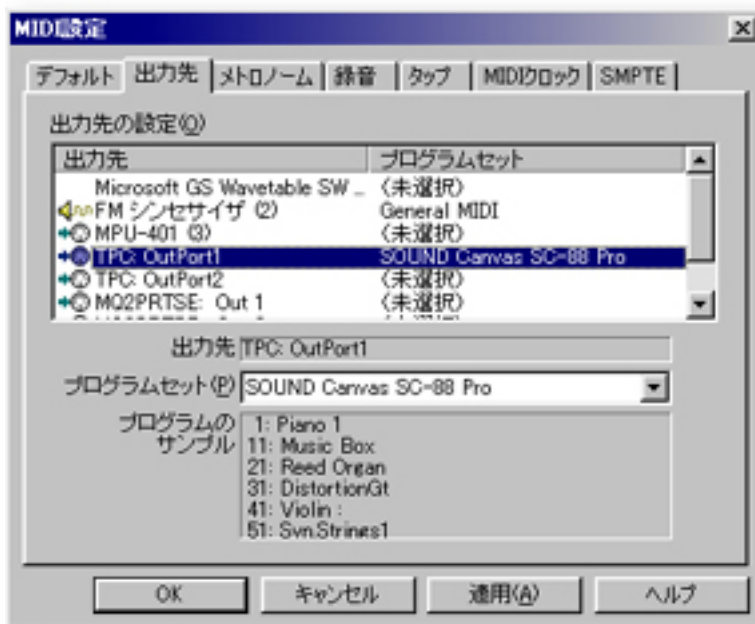 MIDI設定
デフォルト 出力先 メトロノーム 録音 タップ MIDIクロック SMPTE
出力先の設定(O)
出力先 プログラムセット
Microsoft GS Wavetable SW ... (未選択)
FM シンセサイザ (2) General MIDI
MPU-401 (3) (未選択)
TPC: OutPort1 SOUND Canvas SC-88 Pro
TPC: OutPort2 (未選択)
MQ2PRTSE: Out 1 (未選択)
出力先 TPC: OutPort1
プログラムセット(P) SOUND Canvas SC-88 Pro
プログラムの
サンプル
1: Piano 1
11: Music Box
21: Reed Organ
31: DistortionGt
41: Violin :
51: Syn.Strings1
OK キャンセル 適用(A) ヘルプ